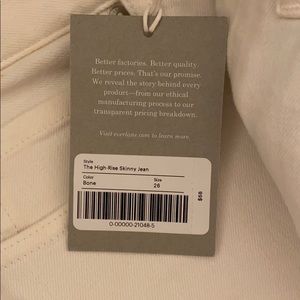 Better factories. Better quality.
Better prices. That's our promise.
We reveal the story behind every
product—from our ethical
manufacturing process to our
transparent pricing breakdown.
Visit everlane.com to learn more.
Style
The High-Rise Skinny Jean
Color Size
Bone 26
$68
0-00000-21048-5